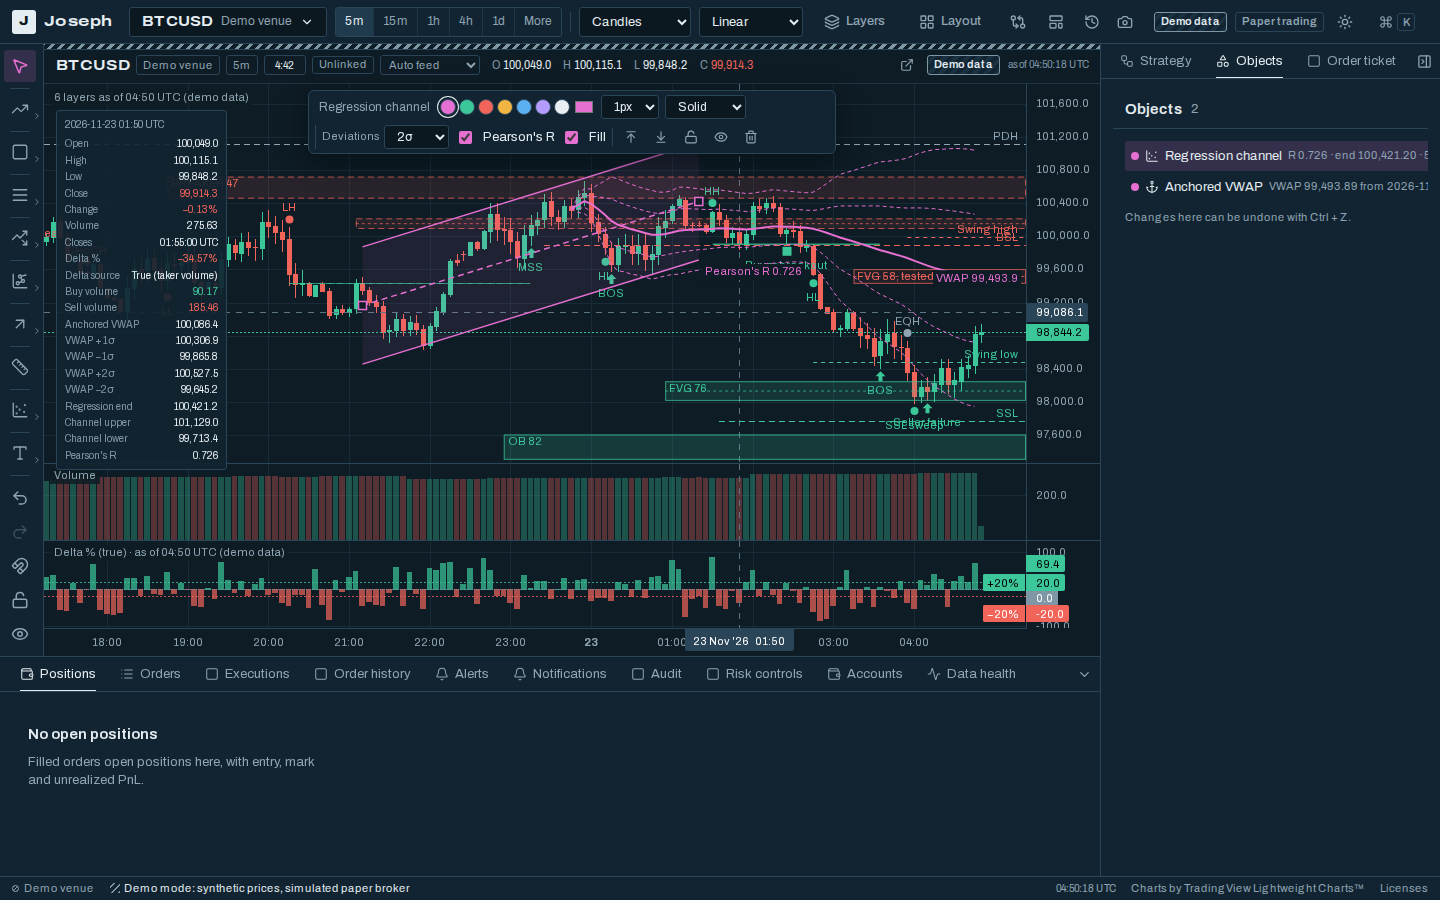 J Joseph BTCUSD Demo venue 5m 15m 1h 4h 1d More Candles Linear Layers Layout Demo data Paper trading ⌘ K
BTCUSD Demo venue 5m 4:42 Unlinked Auto feed O 100,049.0 H 100,115.1 L 99,848.2 C 99,914.3 Demo data as of 04:50:18 UTC
Strategy Objects Order ticket
6 layers as of 04:50 UTC (demo data)
Regression channel 1px Solid
Deviations 2σ Pearson's R Fill
2026-11-23 01:50 UTC
Open 100,049.0
High 100,115.1
Low 99,848.2
Close 99,914.3
Change −0.13%
Volume 275.63
Closes 01:55:00 UTC
Delta % -34.57%
Delta source True (taker volume)
Buy volume 90.17
Sell volume 185.46
Anchored VWAP 100,086.4
VWAP +1σ 100,306.9
VWAP −1σ 99,865.8
VWAP +2σ 100,527.5
VWAP −2σ 99,645.2
Regression end 100,421.2
Channel upper 101,129.0
Channel lower 99,713.4
Pearson's R 0.726
47
LH
MSS
HL
BOS
HH
Pearson's R 0.726
HL
EQH
BOS
PDH
Swing high
BSL
FVG 58, tested
VWAP 99,493.9
Swing low
FVG 76
SSL
Seller failure
SSL sweep
OB 82
101,600.0
101,200.0
100,800.0
100,400.0
100,000.0
99,600.0
99,200.0
99,086.1
98,844.2
98,400.0
98,000.0
97,600.0
Volume
200.0
Delta % (true) · as of 04:50 UTC (demo data)
100.0
69.4
+20% 20.0
0.0
−20% -20.0
-100.0
18:00 19:00 20:00 21:00 22:00 23:00 23 01:00 23 Nov '26 01:50 03:00 04:00
Objects 2
Regression channel R 0.726 · end 100,421.20 ·
Anchored VWAP VWAP 99,493.89 from 2026-11
Changes here can be undone with Ctrl + Z.
Positions Orders Executions Order history Alerts Notifications Audit Risk controls Accounts Data health
No open positions
Filled orders open positions here, with entry, mark
and unrealized PnL.
Demo venue Demo mode: synthetic prices, simulated paper broker 04:50:18 UTC Charts by TradingView Lightweight Charts™ Licenses